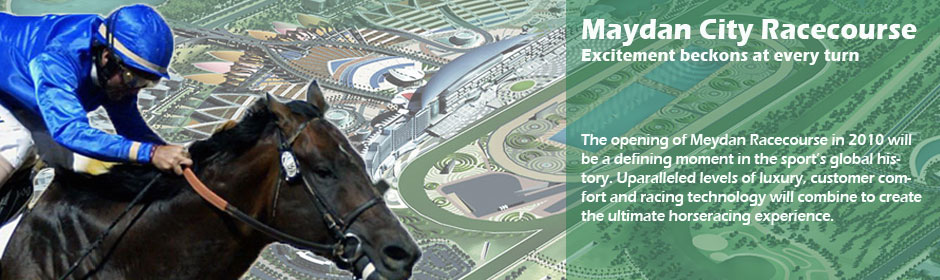 Maydan City Racecourse
Excitement beckons at every turn
The opening of Meydan Racecourse in 2010 will
be a defining moment in the sport's global his-
tory. Uparalleled levels of luxury, customer com-
fort and racing technology will combine to create
the ultimate horseracing experience.